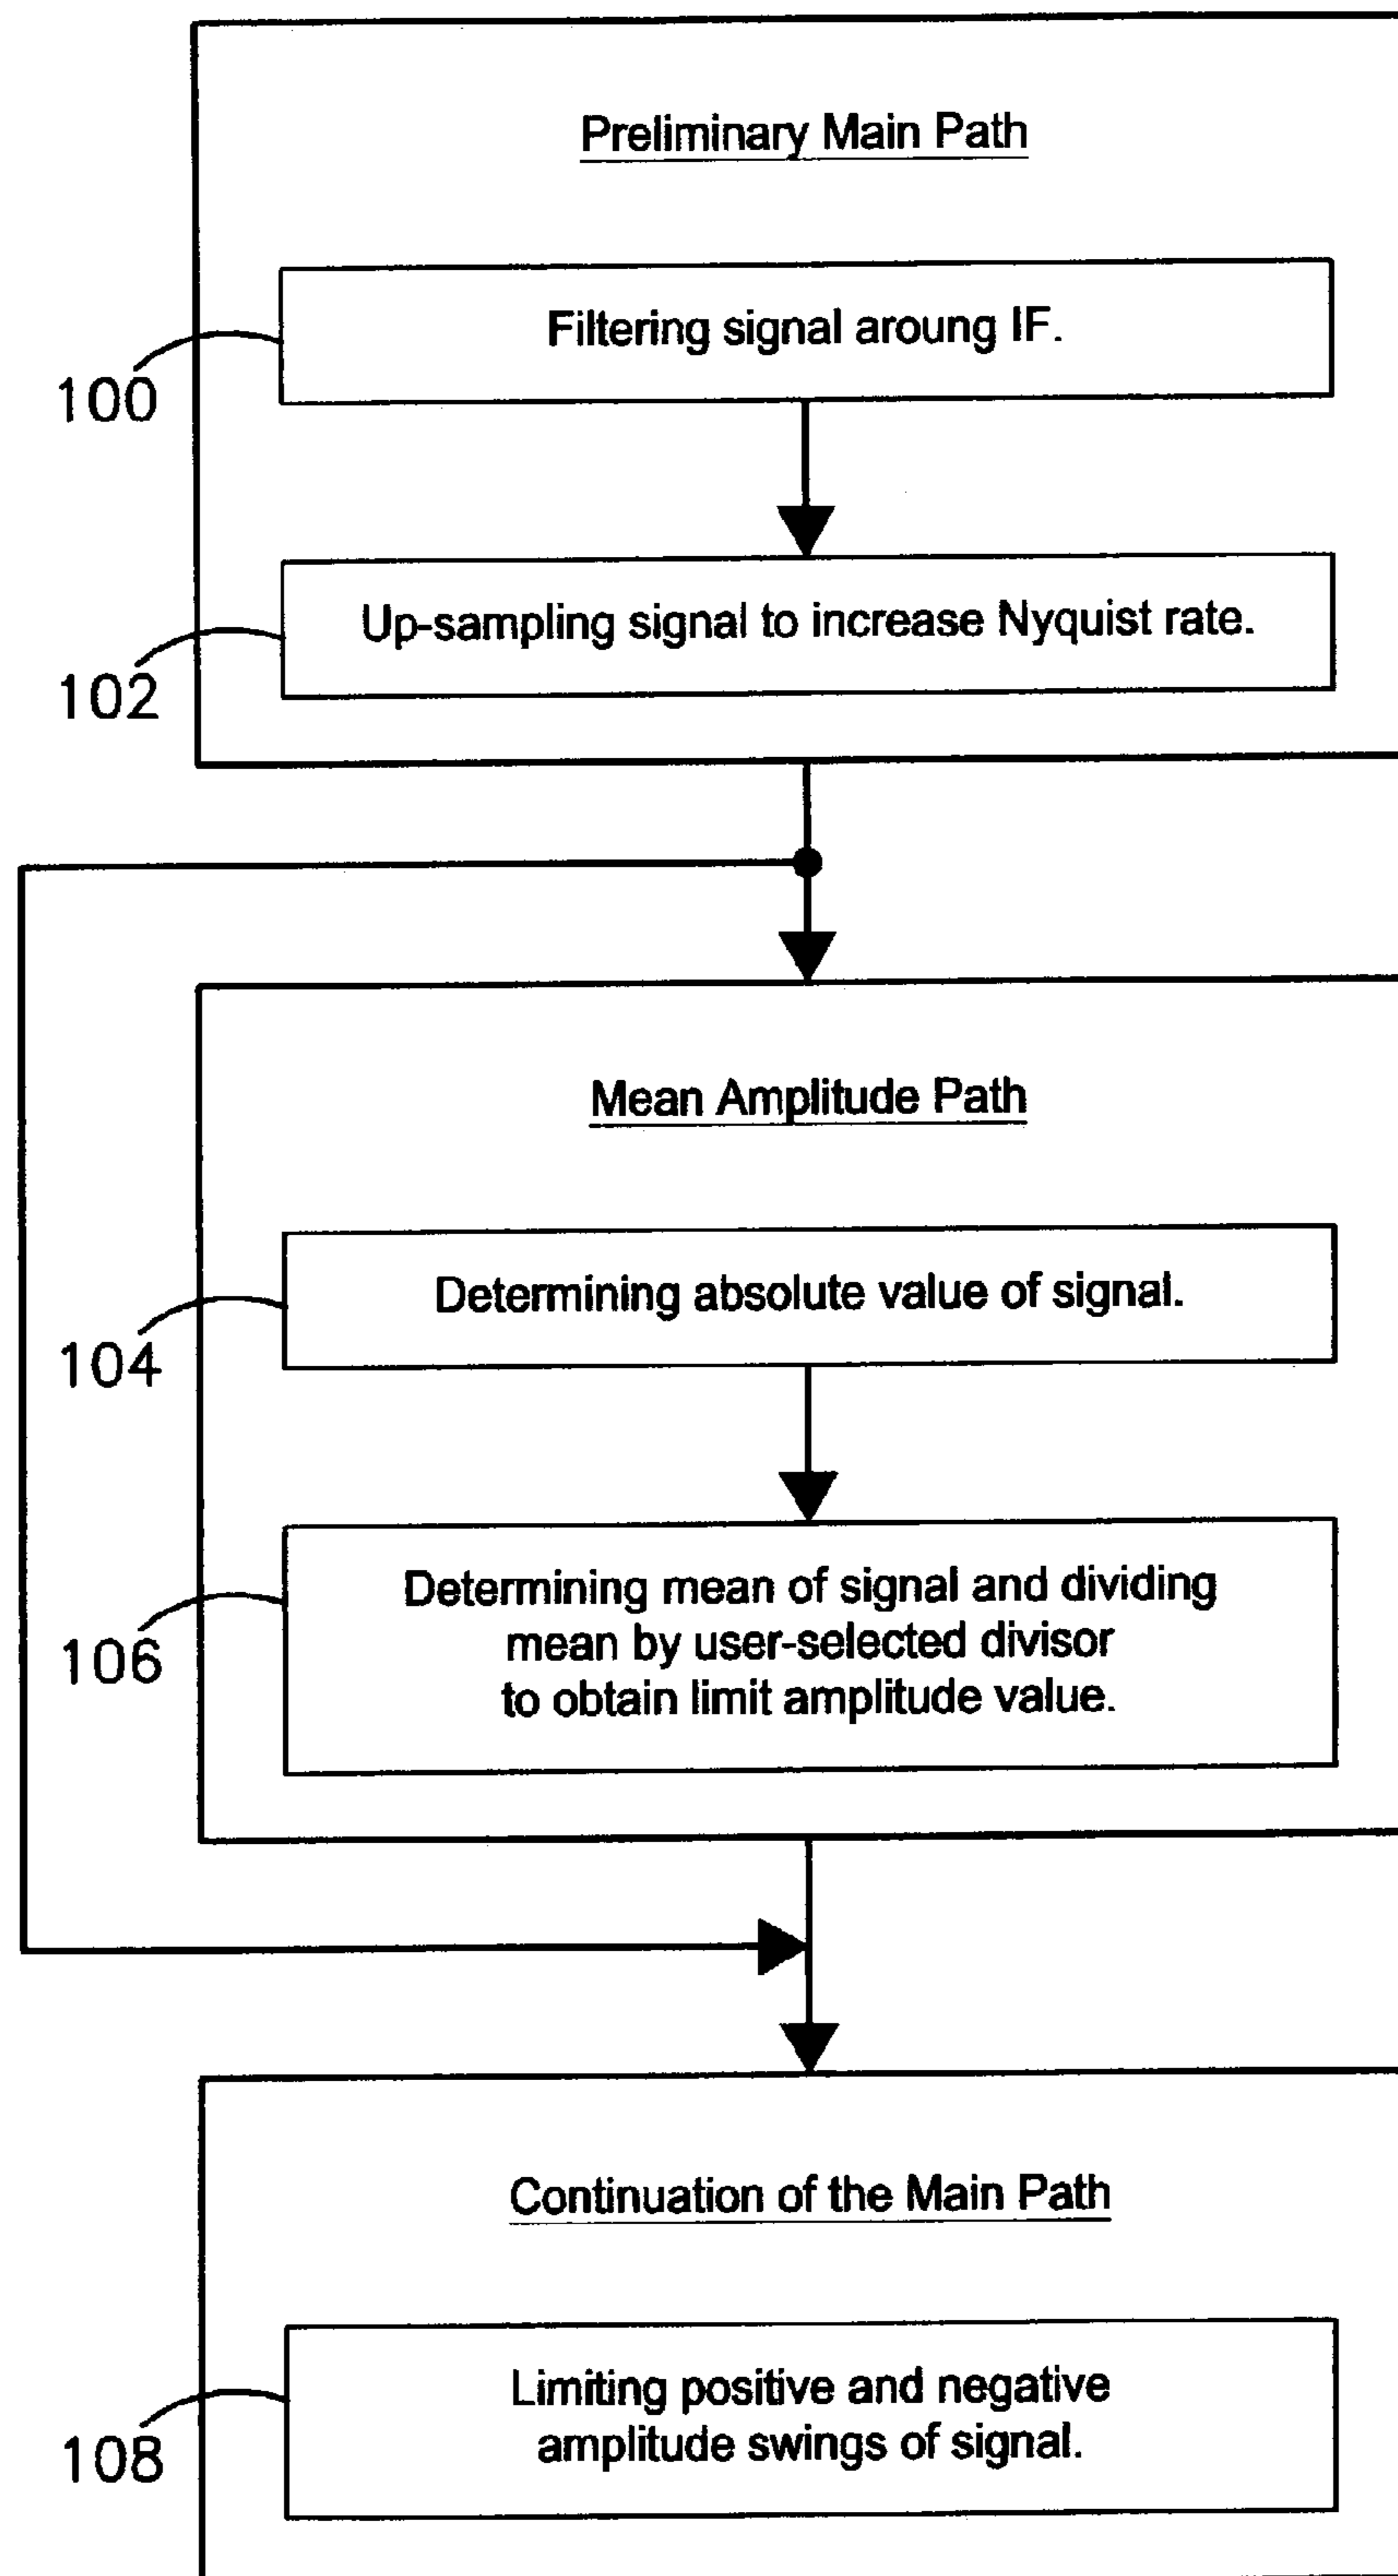 Preliminary Main Path
Filtering signal aroung IF.
100
Up-sampling signal to increase Nyquist rate.
102
Mean Amplitude Path
Determining absolute value of signal.
104
Determining mean of signal and dividing
mean by user-selected divisor
to obtain limit amplitude value.
106
Continuation of the Main Path
Limiting positive and negative
amplitude swings of signal.
108